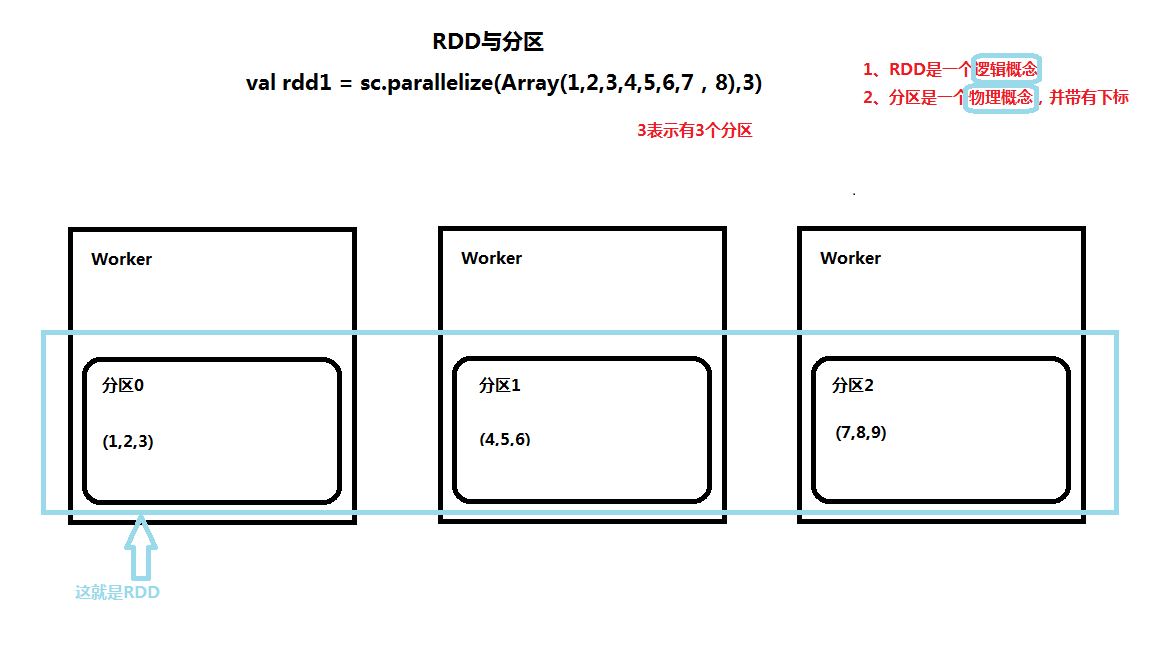 RDD与分区
val rdd1 = sc.parallelize(Array(1,2,3,4,5,6,7，8),3)
1、RDD是一个逻辑概念
2、分区是一个物理概念，并带有下标
3表示有3个分区
Worker
Worker
Worker
分区0
分区1
分区2
(1,2,3)
(4,5,6)
(7,8,9)
这就是RDD